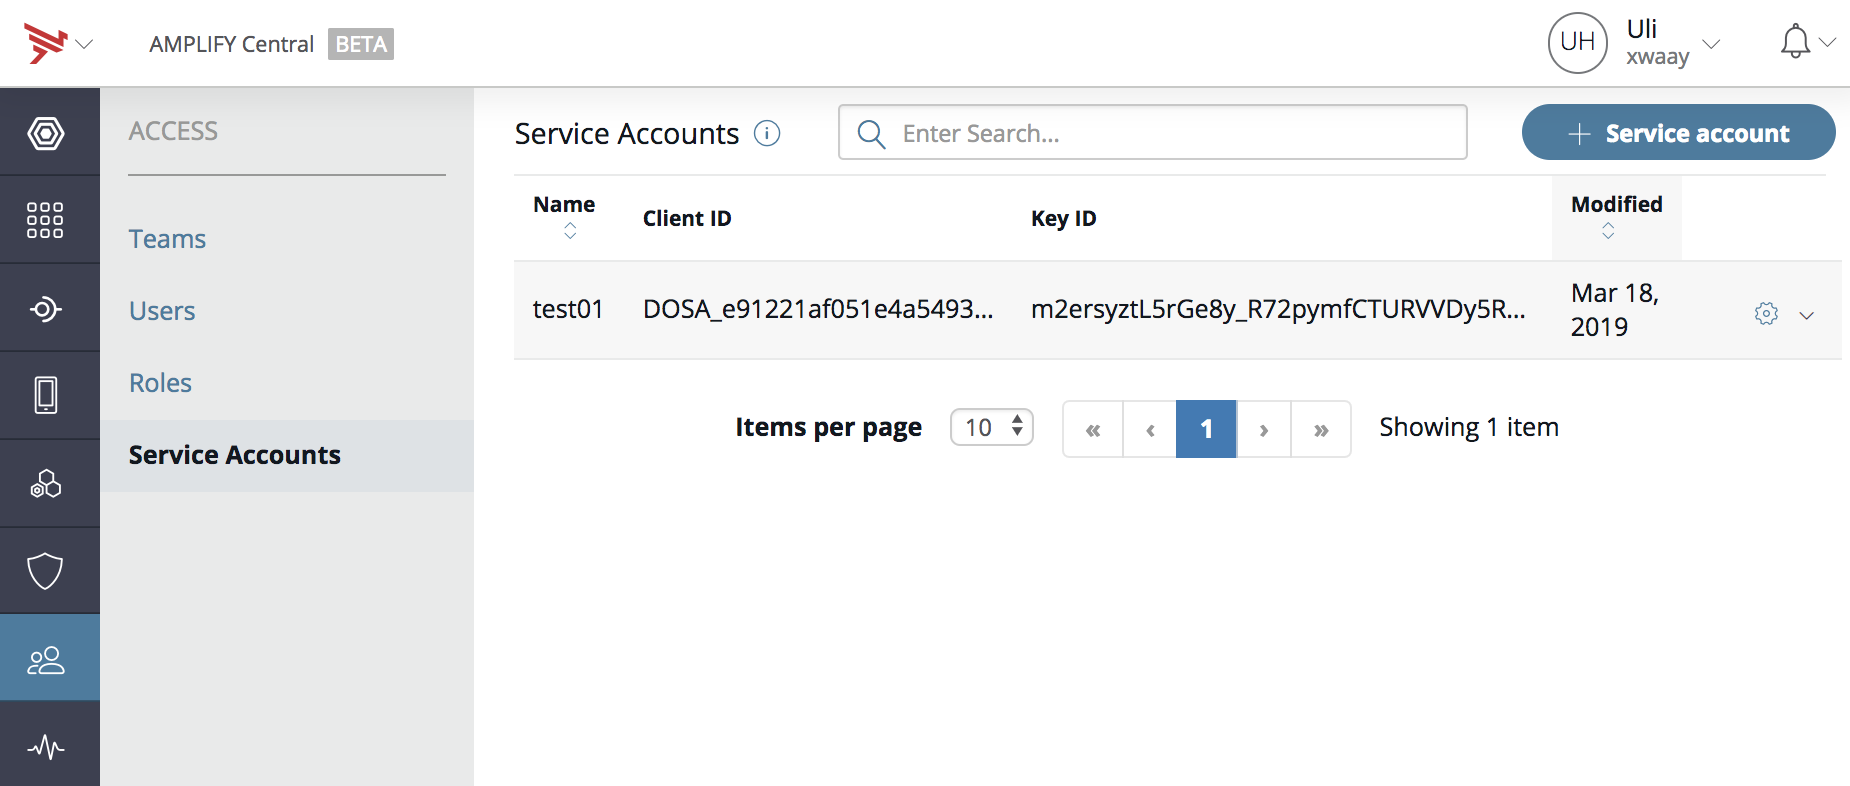 AMPLIFY Central BETA
UH
Uli
xwaay
ACCESS
Teams
Users
Roles
Service Accounts
Service Accounts
Enter Search...
Service account
Name Client ID Key ID Modified
test01 DOSA_e91221af051e4a5493... m2ersyztL5rGe8y_R72pymfCTURVVDy5R... Mar 18,
2019
Items per page 10 « ‹ 1 › » Showing 1 item